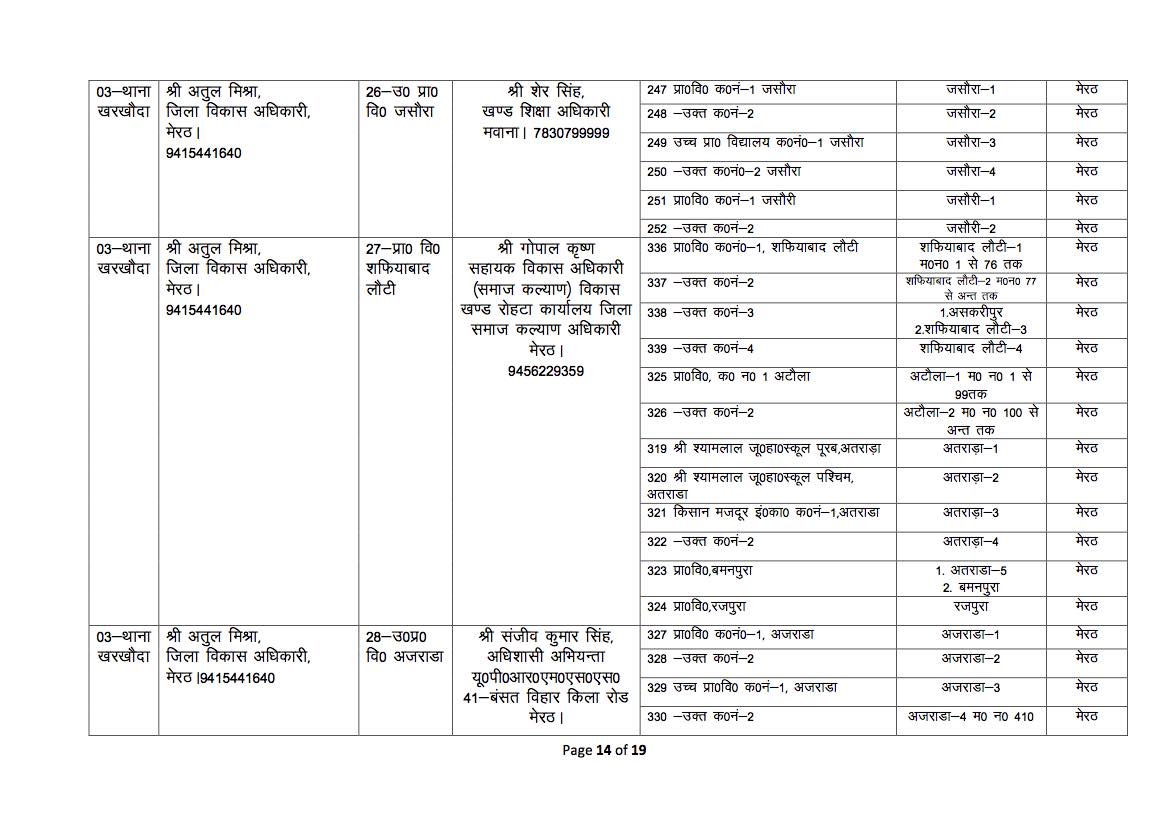 03–थाना
खरखौदा
श्री अतुल मिश्रा,
जिला विकास अधिकारी,
मेरठ।
9415441640
26–उ0 प्रा0
वि0 जसौरा
श्री शेर सिंह,
खण्ड शिक्षा अधिकारी
मवाना। 7830799999
247 प्रा0वि0 क0नं–1 जसौरा
जसौरा–1
मेरठ
248 –उक्त क0नं–2
जसौरा–2
मेरठ
249 उच्च प्रा0 विद्यालय क0नं0–1 जसौरा
जसौरा–3
मेरठ
250 –उक्त क0नं0–2 जसौरा
जसौरा–4
मेरठ
251 प्रा0वि0 क0नं–1 जसौरी
जसौरी–1
मेरठ
252 –उक्त क0नं–2
जसौरी–2
मेरठ
03–थाना
खरखौदा
श्री अतुल मिश्रा,
जिला विकास अधिकारी,
मेरठ।
9415441640
27–प्रा0 वि0
शफियाबाद
लौटी
श्री गोपाल कृष्ण
सहायक विकास अधिकारी
(समाज कल्याण) विकास
खण्ड रोहटा कार्यालय जिला
समाज कल्याण अधिकारी
मेरठ।
9456229359
336 प्रा0वि0 क0नं0–1, शफियाबाद लौटी
शफियाबाद लौटी–1
म0न0 1 से 76 तक
मेरठ
337 –उक्त क0नं–2
शफियाबाद लौटी–2 म0न0 77
से अन्त तक
मेरठ
338 –उक्त क0नं–3
1.असकरीपुर
2.शफियाबाद लौटी–3
मेरठ
339 –उक्त क0नं–4
शफियाबाद लौटी–4
मेरठ
325 प्रा0वि0, क0 न0 1 अटौला
अटौला–1 म0 न0 1 से
99तक
मेरठ
326 –उक्त क0नं–2
अटौला–2 म0 न0 100 से
अन्त तक
मेरठ
319 श्री श्यामलाल जू0हा0स्कूल पूरब,अतराड़ा
अतराड़ा–1
मेरठ
320 श्री श्यामलाल जू0हा0स्कूल पश्चिम,
अतराडा
अतराड़ा–2
मेरठ
321 किसान मजदूर इं0का0 क0नं–1,अतराडा
अतराड़ा–3
मेरठ
322 –उक्त क0नं–2
अतराड़ा–4
मेरठ
323 प्रा0वि0,बमनपुरा
1. अतराडा–5
2. बमनपुरा
मेरठ
324 प्रा0वि0,रजपुरा
रजपुरा
मेरठ
03–थाना
खरखौदा
श्री अतुल मिश्रा,
जिला विकास अधिकारी,
मेरठ।9415441640
28–उ0प्र0
वि0 अजराडा
श्री संजीव कुमार सिंह,
अधिशासी अभियन्ता
यू0पी0आर0एम0एस0एस0
41–बंसत विहार किला रोड
मेरठ।
327 प्रा0वि0 क0नं0–1, अजराडा
अजराडा–1
मेरठ
328 –उक्त क0नं–2
अजराडा–2
मेरठ
329 उच्च प्रा0वि0 क0नं–1, अजराडा
अजराडा–3
मेरठ
330 –उक्त क0नं–2
अजराडा–4 म0 न0 410
मेरठ
Page 14 of 19